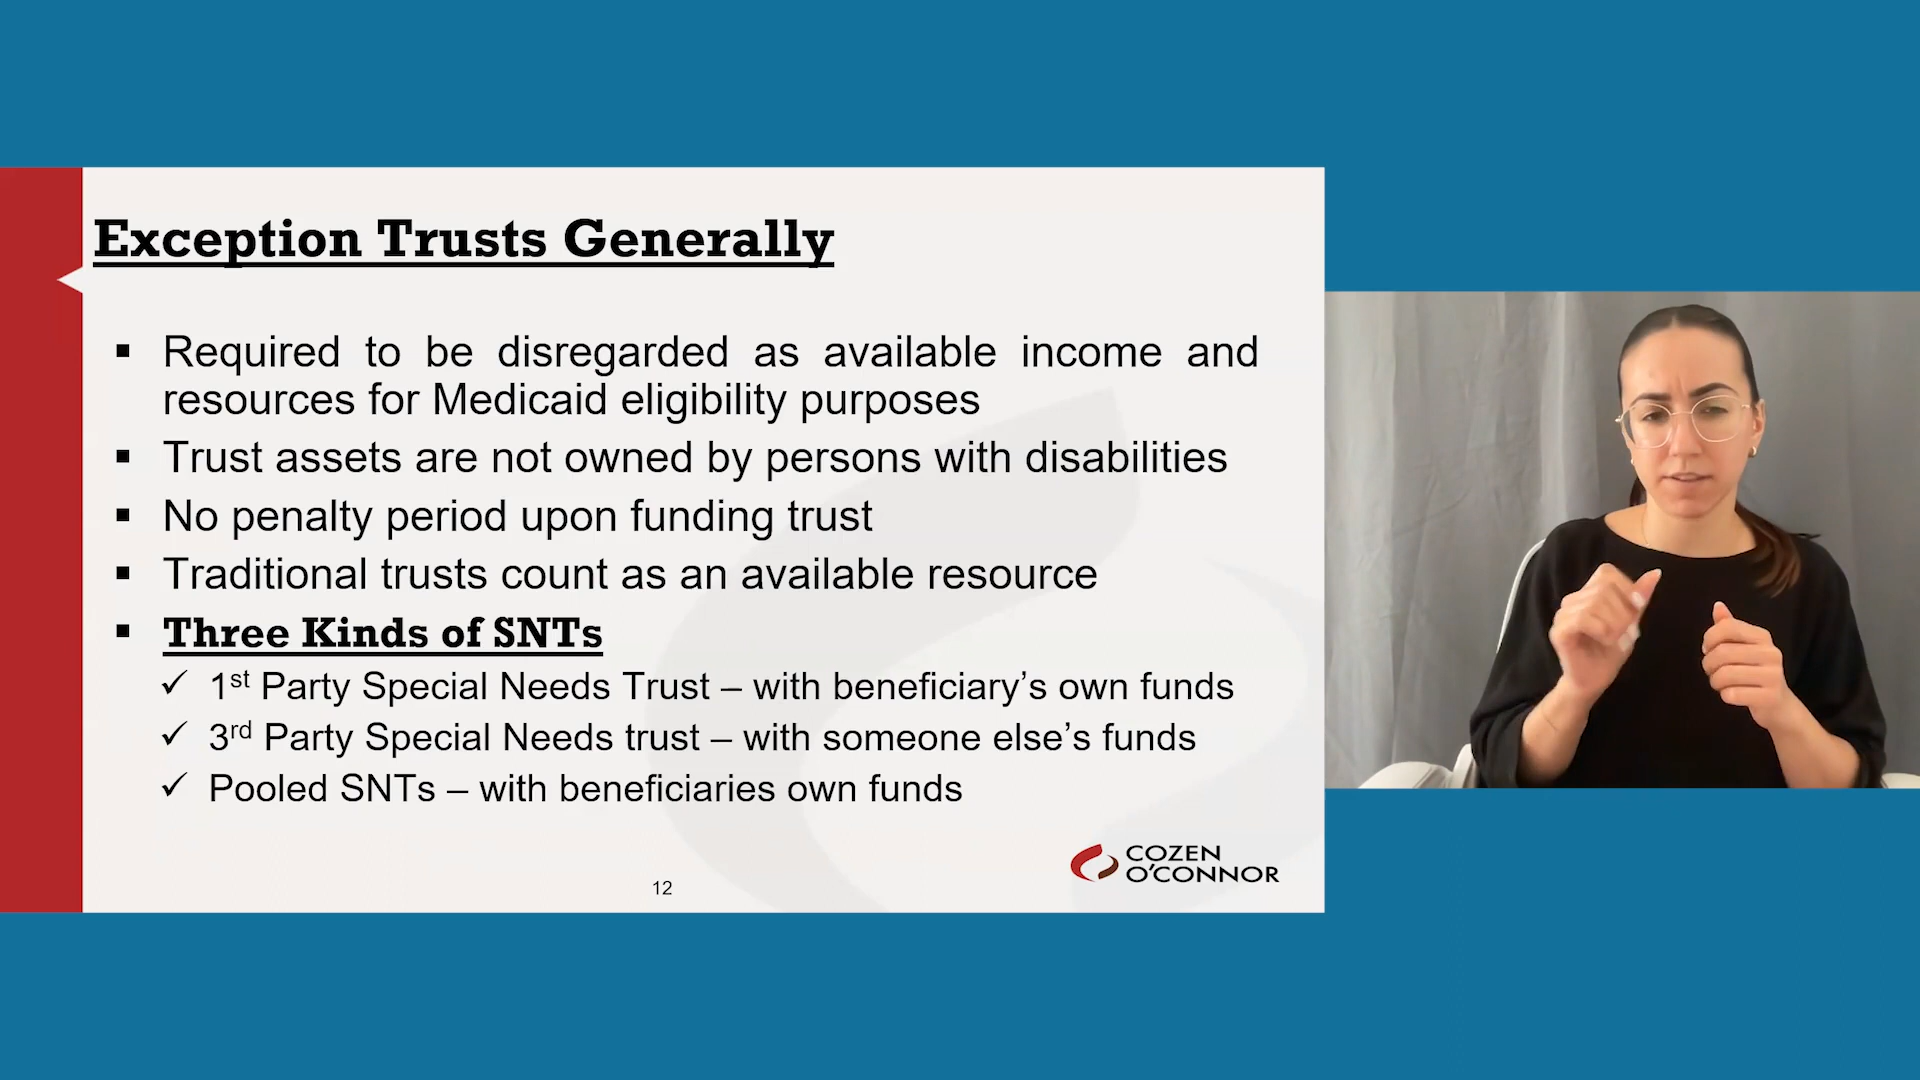 Exception Trusts Generally
▪ Required to be disregarded as available income and
resources for Medicaid eligibility purposes
▪ Trust assets are not owned by persons with disabilities
▪ No penalty period upon funding trust
▪ Traditional trusts count as an available resource
▪ Three Kinds of SNTs
✓ 1st Party Special Needs Trust – with beneficiary’s own funds
✓ 3rd Party Special Needs trust – with someone else’s funds
✓ Pooled SNTs – with beneficiaries own funds
COZEN
O’CONNOR
12